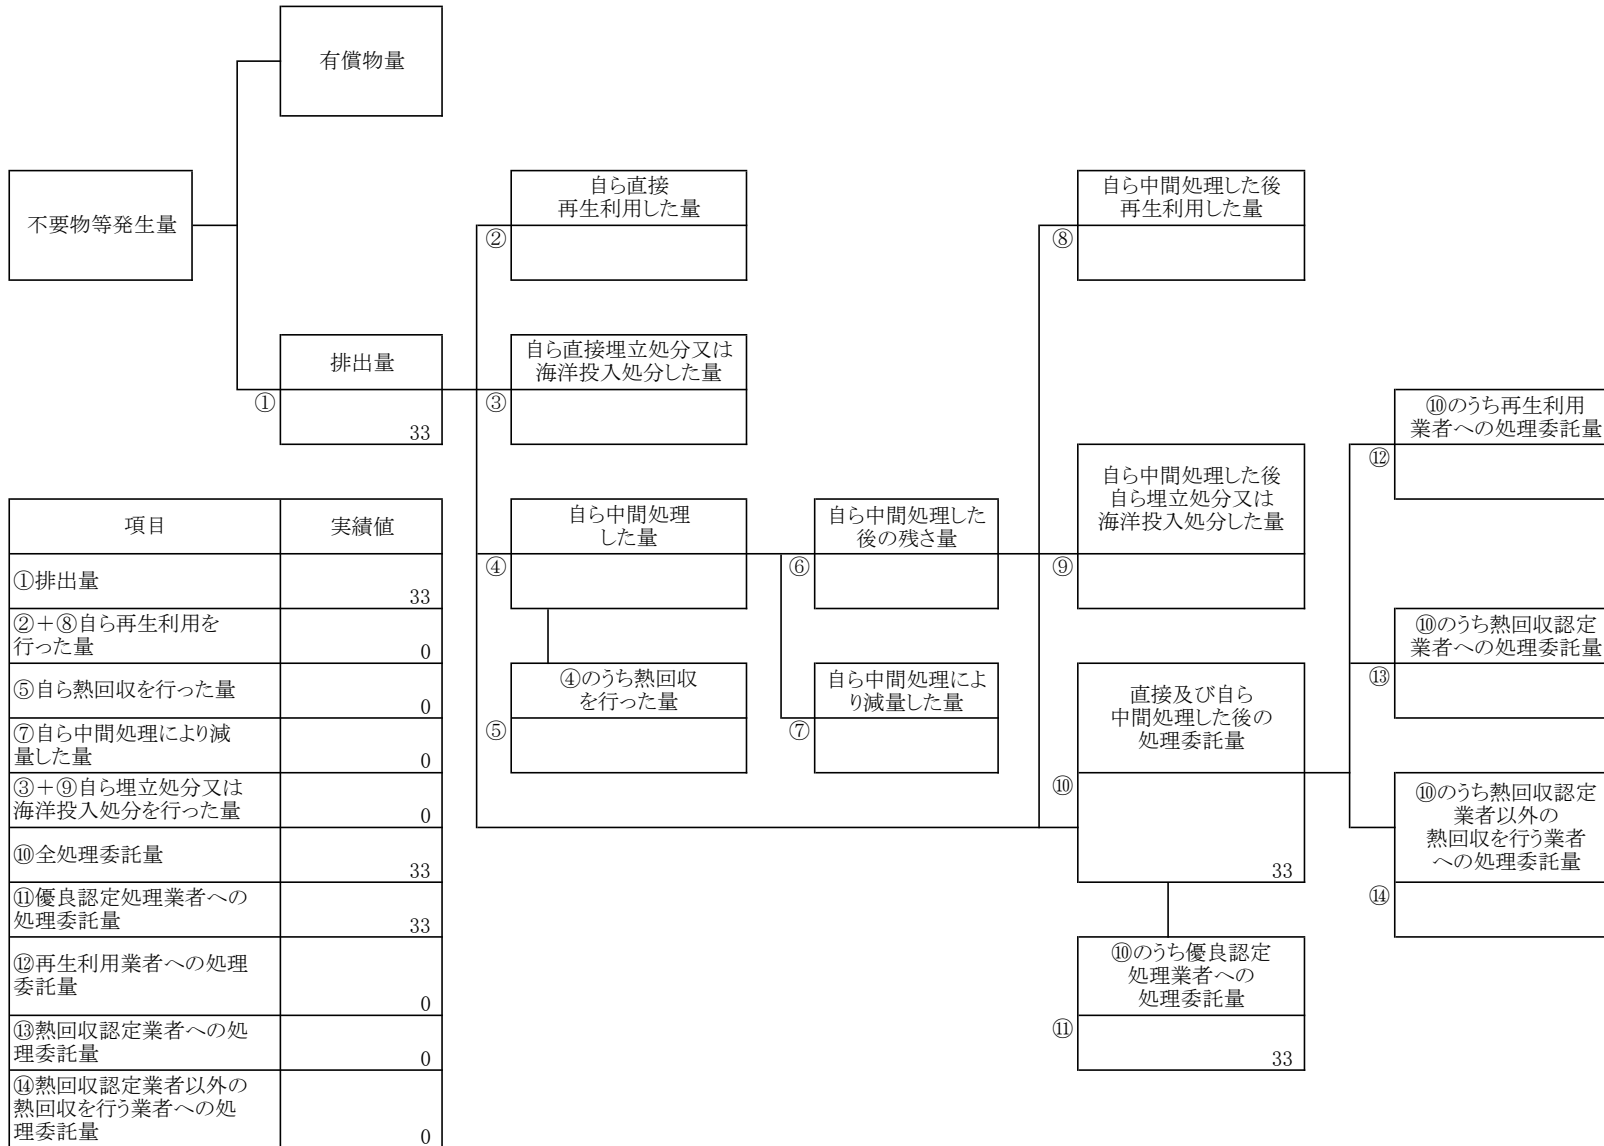 有償物量
不要物等発生量
自ら直接
再生利用した量
②
自ら中間処理した後
再生利用した量
⑧
排出量
①
33
自ら直接埋立処分又は
海洋投入処分した量
③
⑩のうち再生利用
業者への処理委託量
⑫
自ら中間処理した後
自ら埋立処分又は
海洋投入処分した量
⑨
自ら中間処理
した量
④
自ら中間処理した
後の残さ量
⑥
⑩のうち熱回収認定
業者への処理委託量
⑬
④のうち熱回収
を行った量
⑤
自ら中間処理によ
り減量した量
⑦
直接及び自ら
中間処理した後の
処理委託量
⑩
33
⑩のうち熱回収認定
業者以外の
熱回収を行う業者
への処理委託量
⑭
⑩のうち優良認定
処理業者への
処理委託量
⑪
33
項目 実績値
①排出量 33
②+⑧自ら再生利用を
行った量 0
⑤自ら熱回収を行った量 0
⑦自ら中間処理により減
量した量 0
③+⑨自ら埋立処分又は
海洋投入処分を行った量 0
⑩全処理委託量 33
⑪優良認定処理業者への
処理委託量 33
⑫再生利用業者への処理
委託量 0
⑬熱回収認定業者への処
理委託量 0
⑭熱回収認定業者以外の
熱回収を行う業者への処
理委託量 0